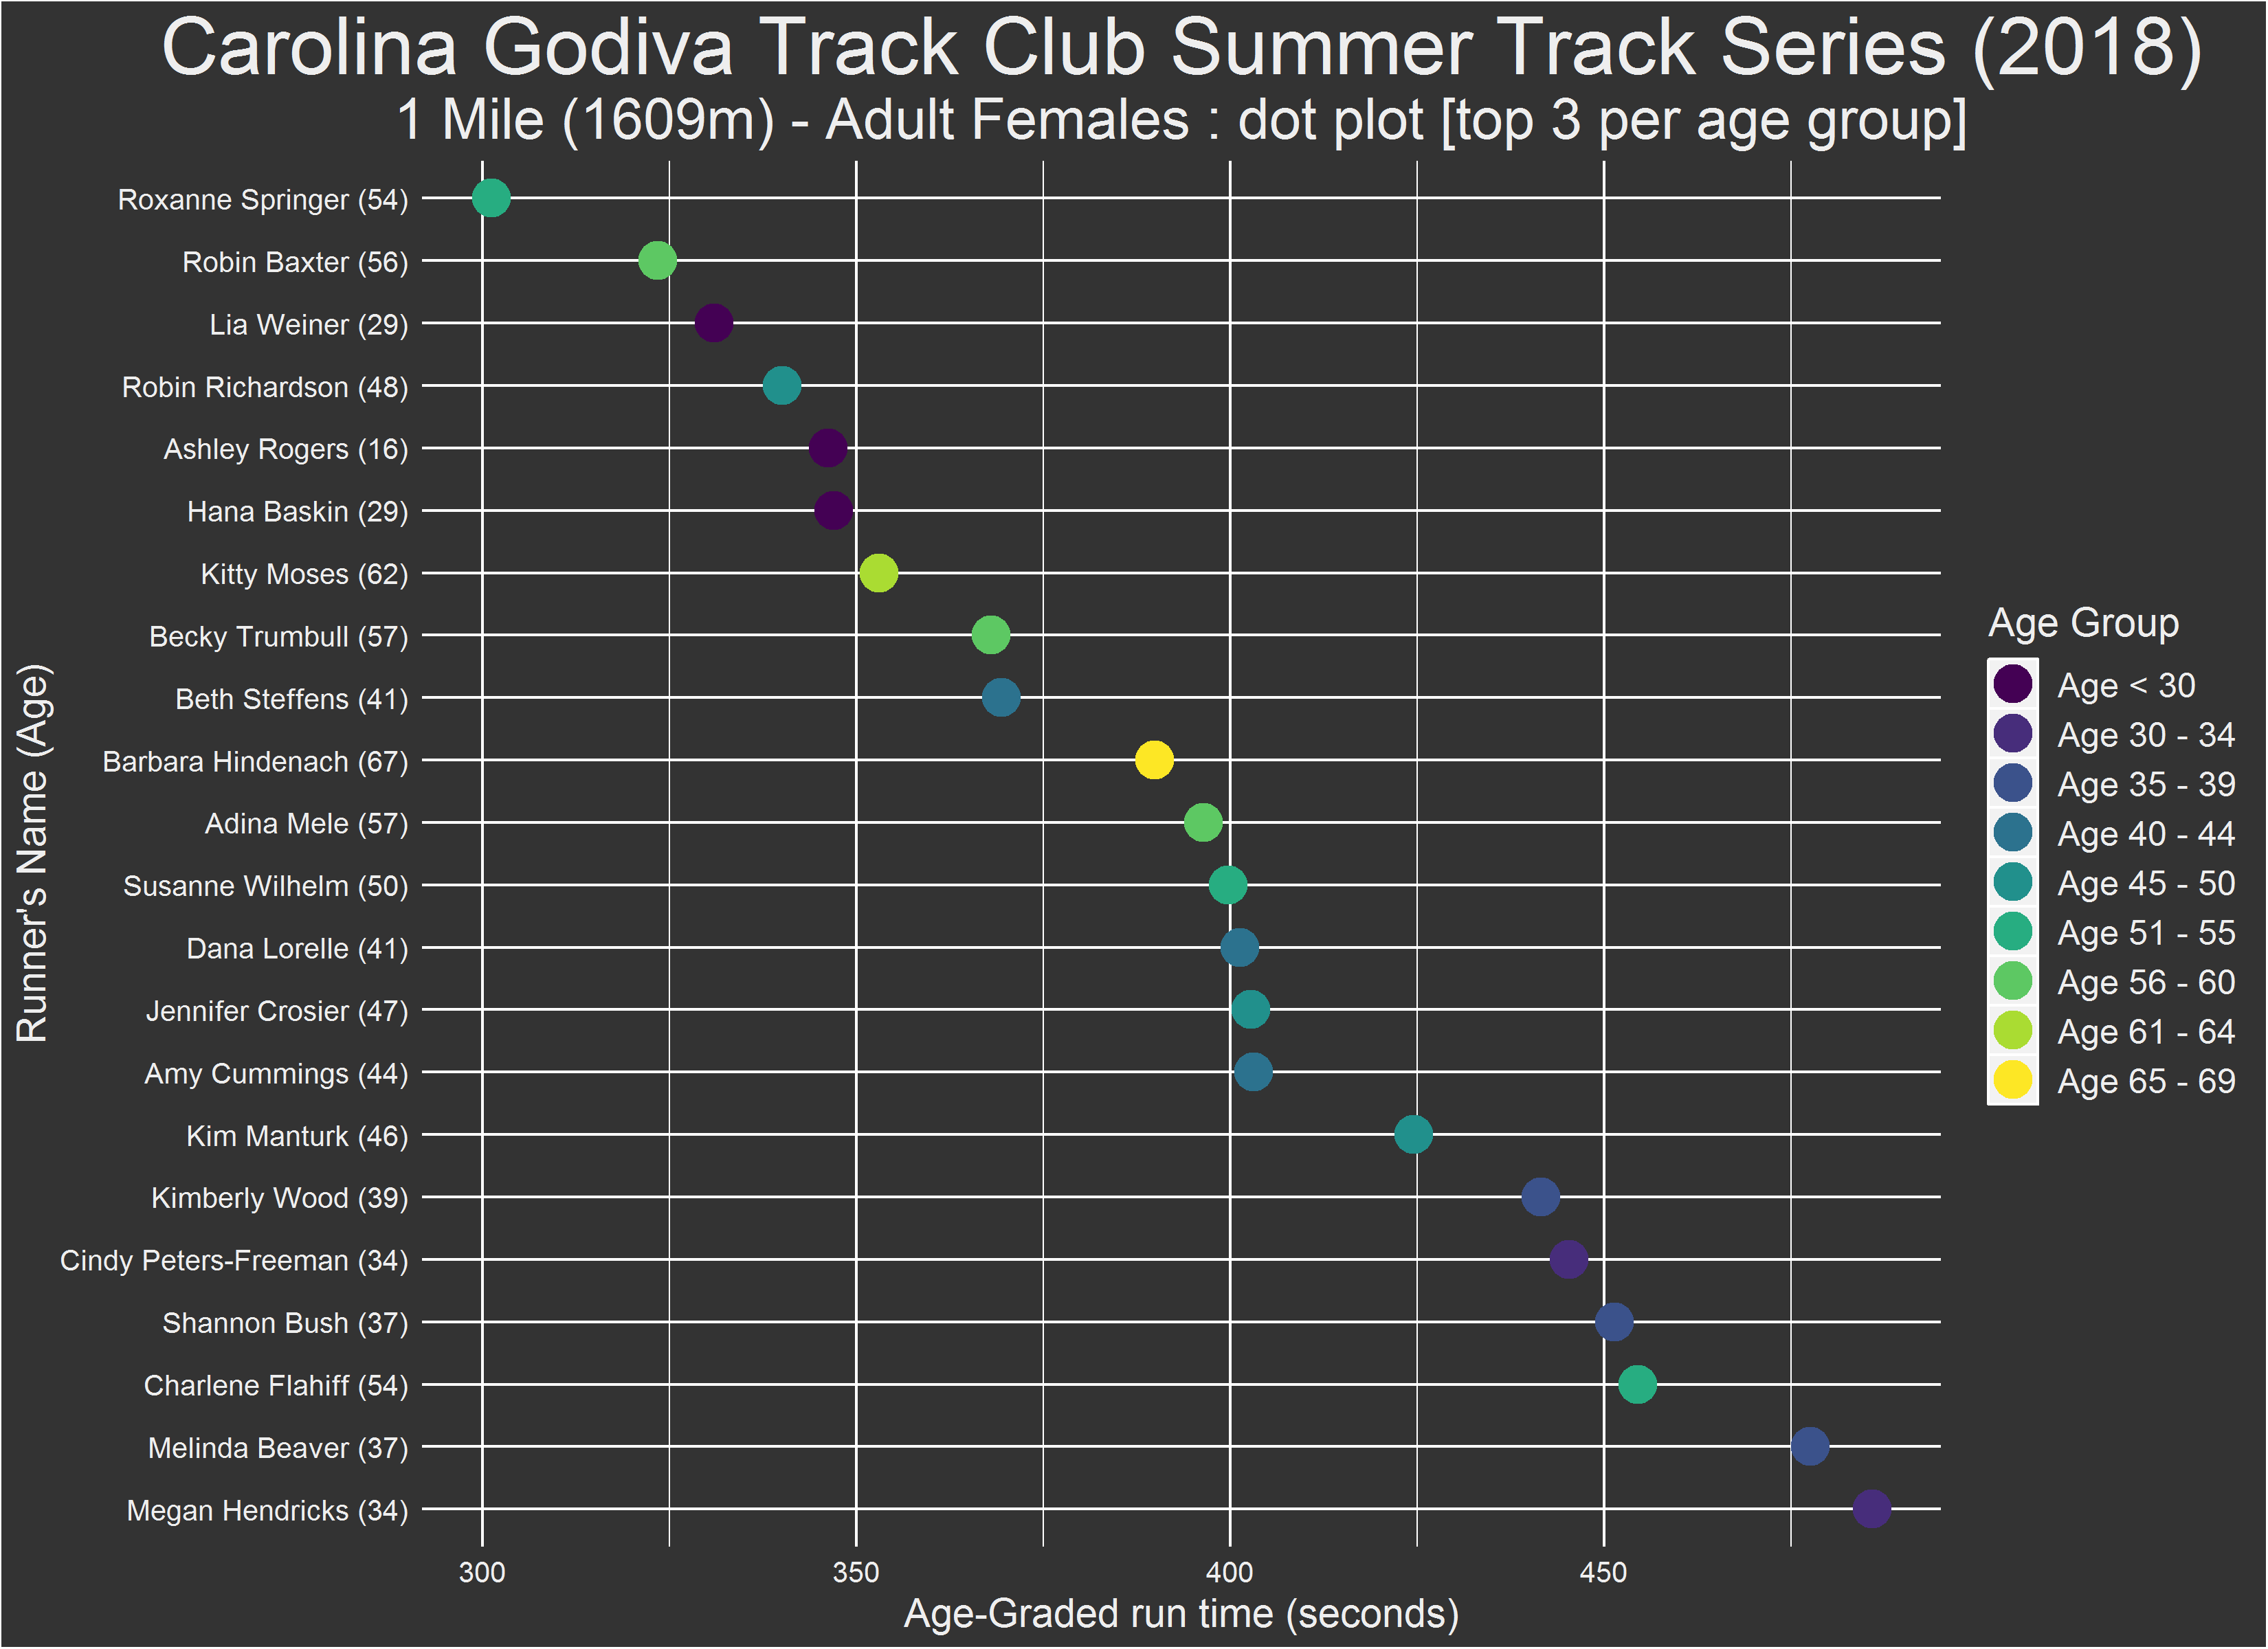 Carolina Godiva Track Club Summer Track Series (2018)
1 Mile (1609m) - Adult Females : dot plot [top 3 per age group]
Runner's Name (Age)
Roxanne Springer (54)
Robin Baxter (56)
Lia Weiner (29)
Robin Richardson (48)
Ashley Rogers (16)
Hana Baskin (29)
Kitty Moses (62)
Becky Trumbull (57)
Beth Steffens (41)
Barbara Hindenach (67)
Adina Mele (57)
Susanne Wilhelm (50)
Dana Lorelle (41)
Jennifer Crosier (47)
Amy Cummings (44)
Kim Manturk (46)
Kimberly Wood (39)
Cindy Peters-Freeman (34)
Shannon Bush (37)
Charlene Flahiff (54)
Melinda Beaver (37)
Megan Hendricks (34)
300 350 400 450
Age-Graded run time (seconds)
Age Group
Age < 30
Age 30 - 34
Age 35 - 39
Age 40 - 44
Age 45 - 50
Age 51 - 55
Age 56 - 60
Age 61 - 64
Age 65 - 69